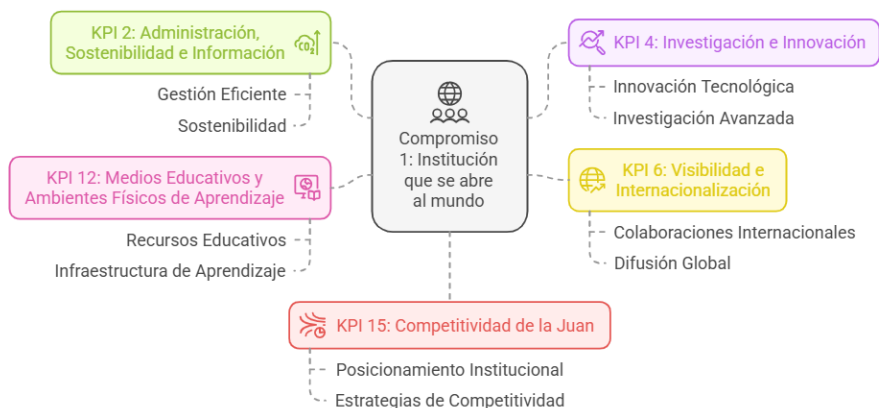 KPI 2: Administración,
Sostenibilidad e Información
CO₂
Gestión Eficiente
Sostenibilidad
KPI 12: Medios Educativos y
Ambientes Físicos de Aprendizaje
Recursos Educativos
Infraestructura de Aprendizaje
Compromiso
1: Institución
que se abre
al mundo
KPI 4: Investigación e Innovación
Innovación Tecnológica
Investigación Avanzada
KPI 6: Visibilidad e
Internacionalización
Colaboraciones Internacionales
Difusión Global
KPI 15: Competitividad de la Juan
Posicionamiento Institucional
Estrategias de Competitividad